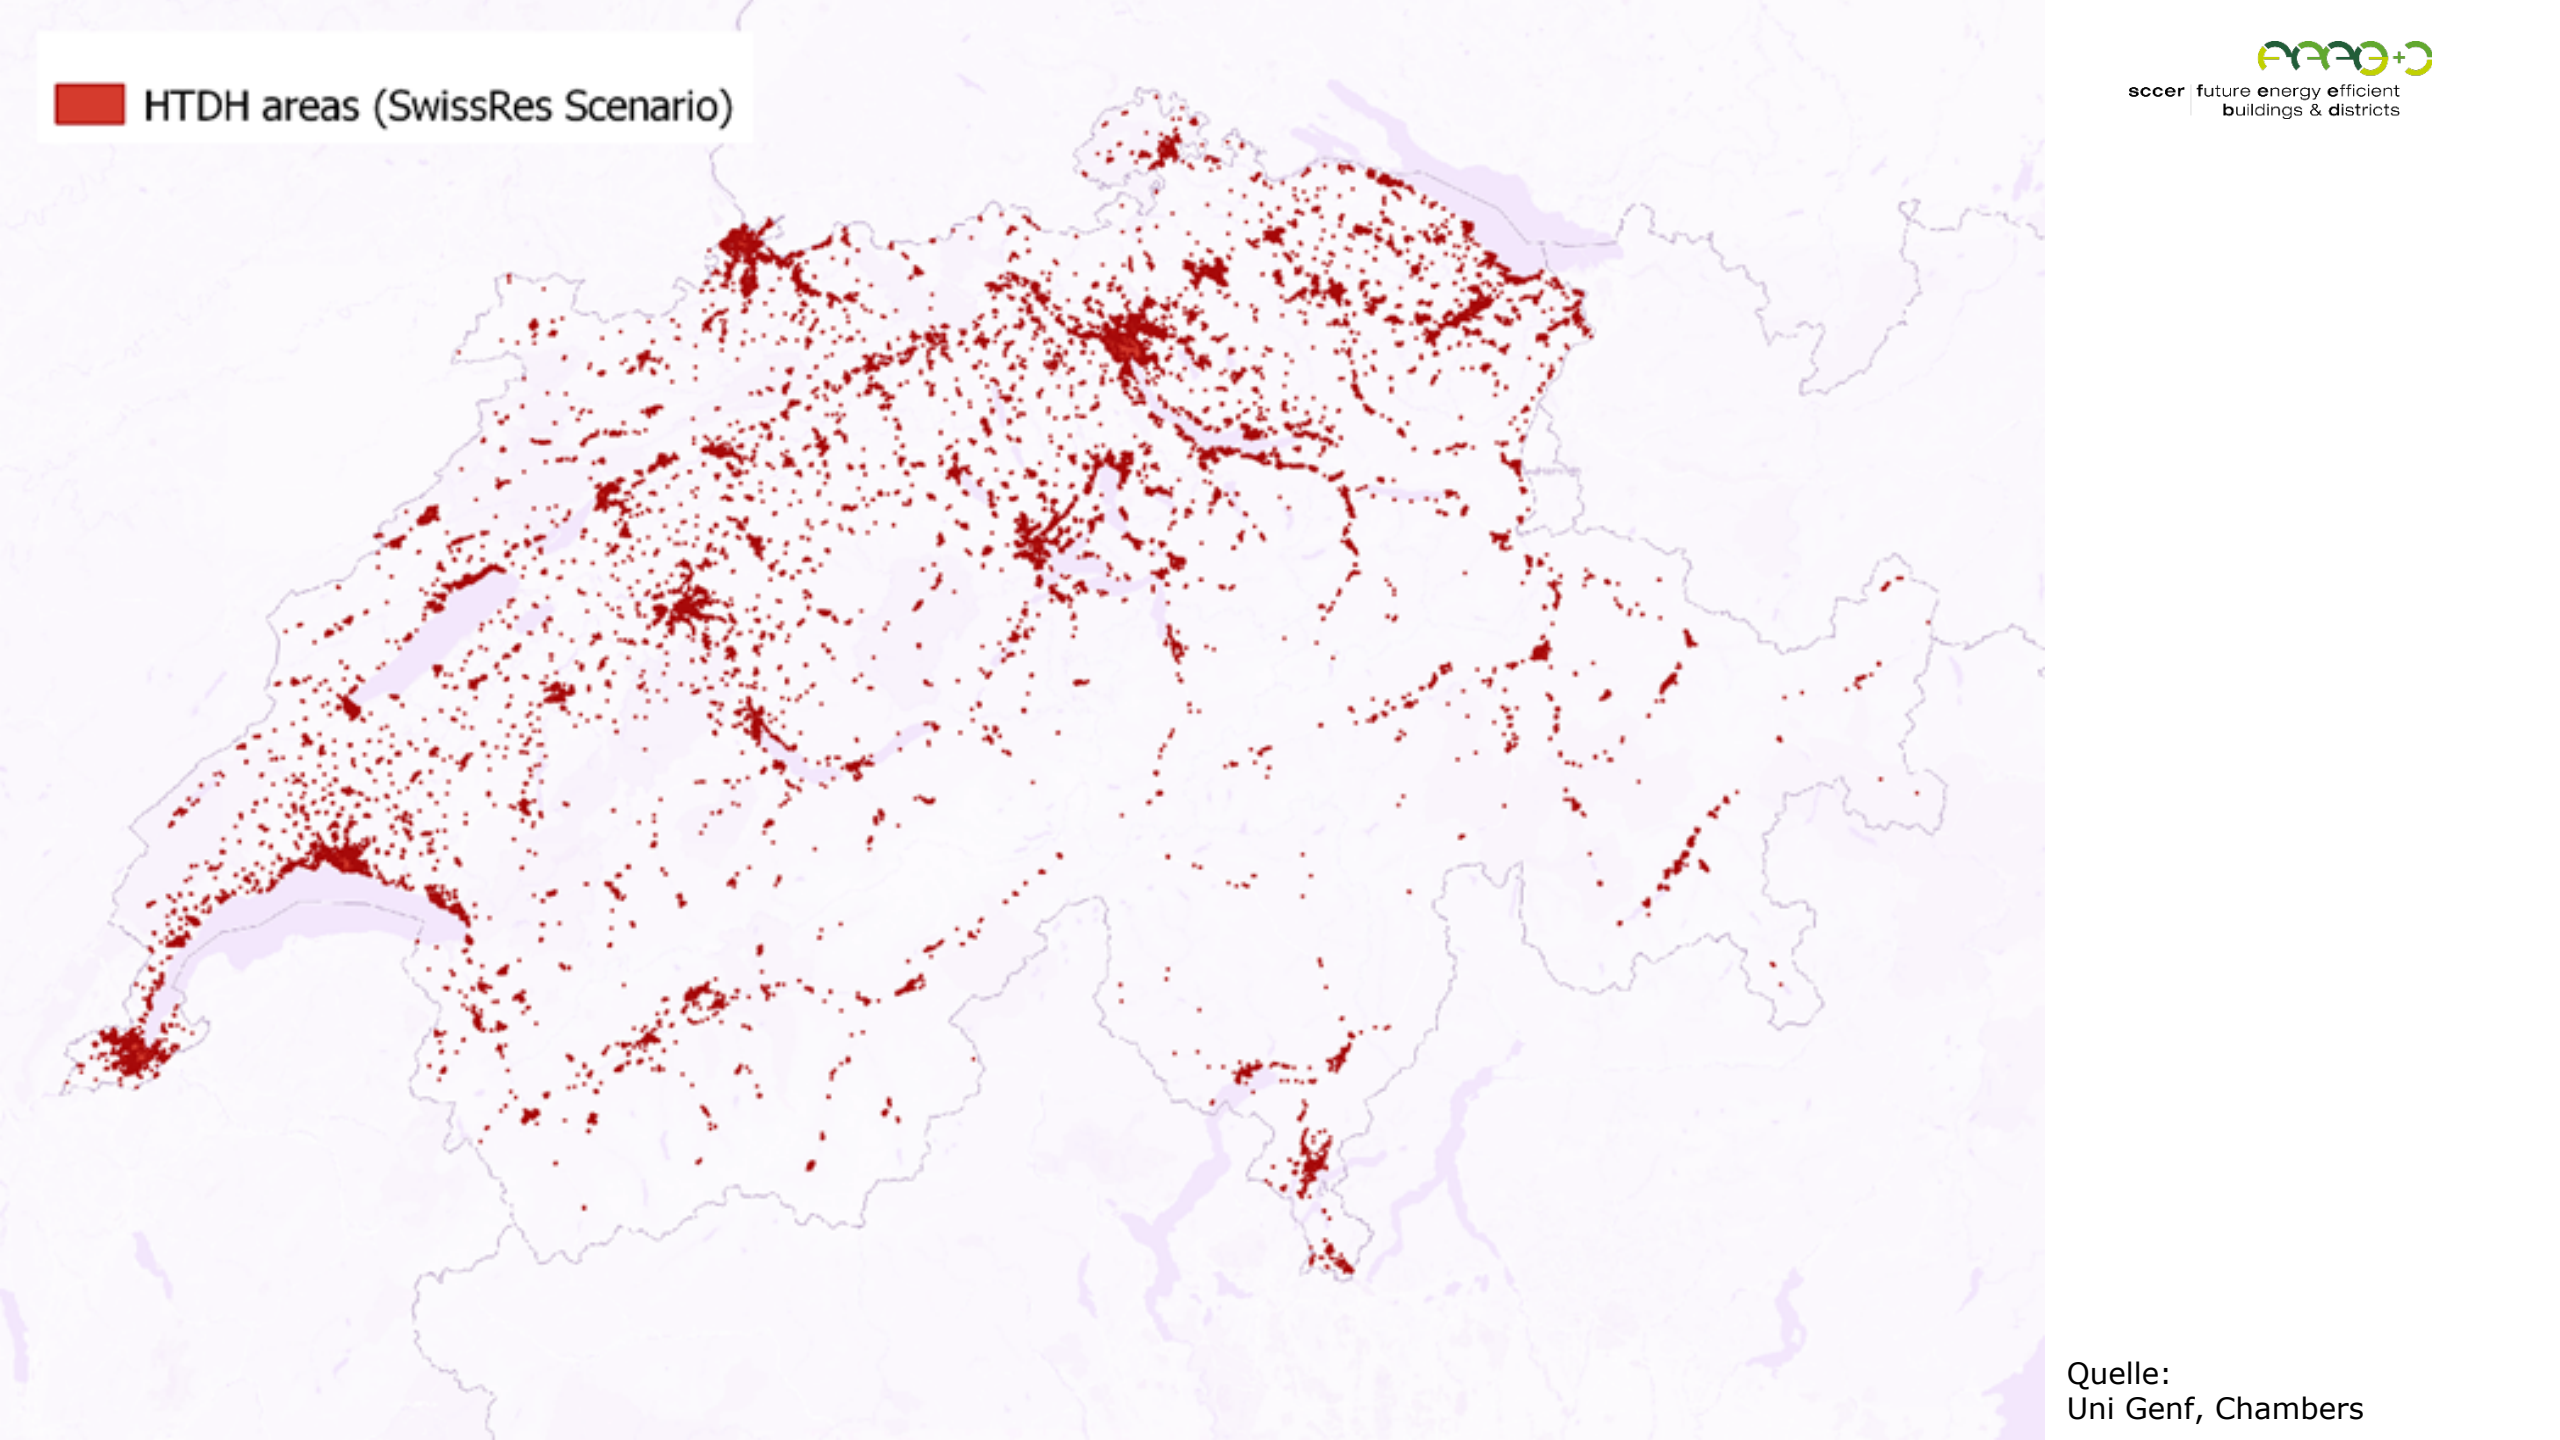 HTDH areas (SwissRes Scenario)
sccer future energy efficient
buildings & districts
Quelle:
Uni Genf, Chambers